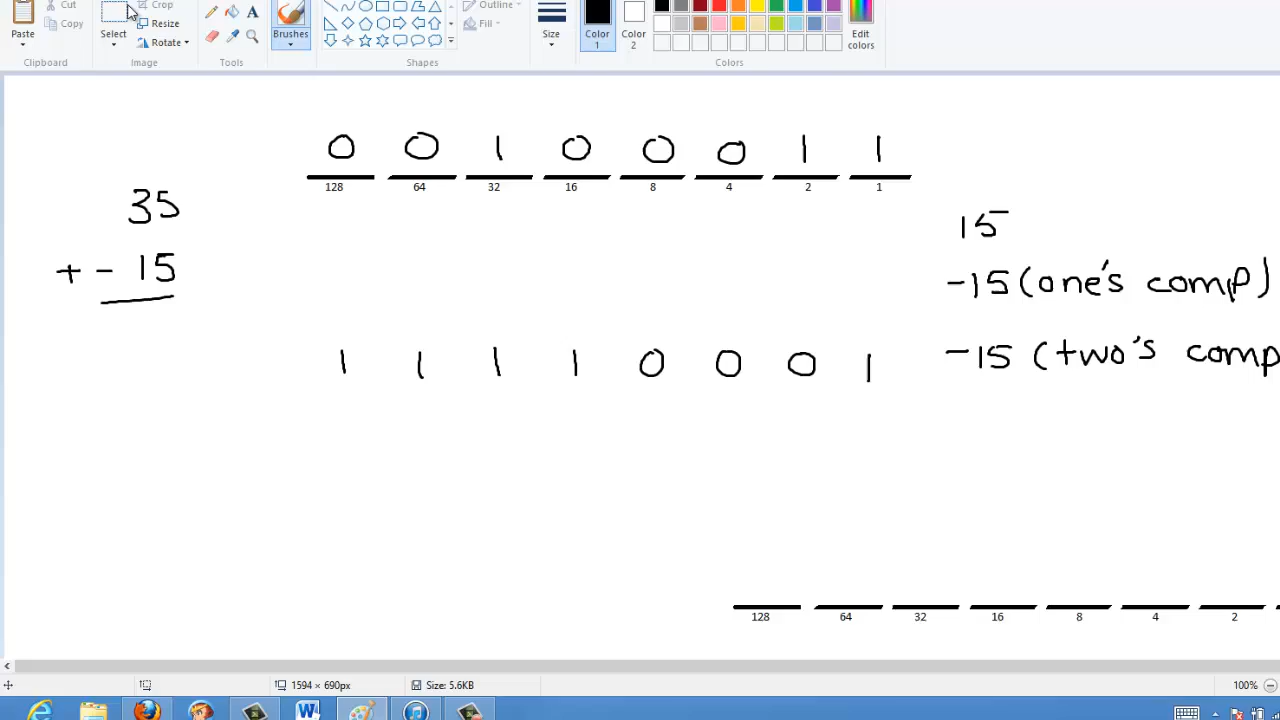 Cut
Crop
Paste
Copy
Select
Resize
Rotate
A
Brushes
Outline
Fill
Size
Color 1
Color 2
Edit colors
Clipboard
Image
Tools
Shapes
Colors
0 0 1 0 0 0 1 1
128 64 32 16 8 4 2 1
35
15
+ - 15
-15 (one's comp)
1 1 1 1 0 0 0 1
-15 (two's comp
128 64 32 16 8 4 2
1594 × 690px
Size: 5.6KB
100%